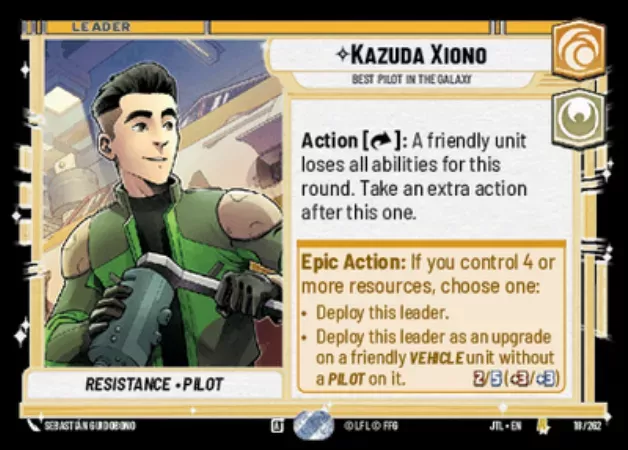 LEADER
KAZUDA XIONO
BEST PILOT IN THE GALAXY
Action [ ]: A friendly unit
loses all abilities for this
round. Take an extra action
after this one.
Epic Action: If you control 4 or
more resources, choose one:
• Deploy this leader.
• Deploy this leader as an upgrade
on a friendly VEHICLE unit without
a PILOT on it. 2/5 (+3/+3)
RESISTANCE • PILOT
SEBASTIÁN GUIDOBONO
© LFL © FFG
JTL • EN
18/262